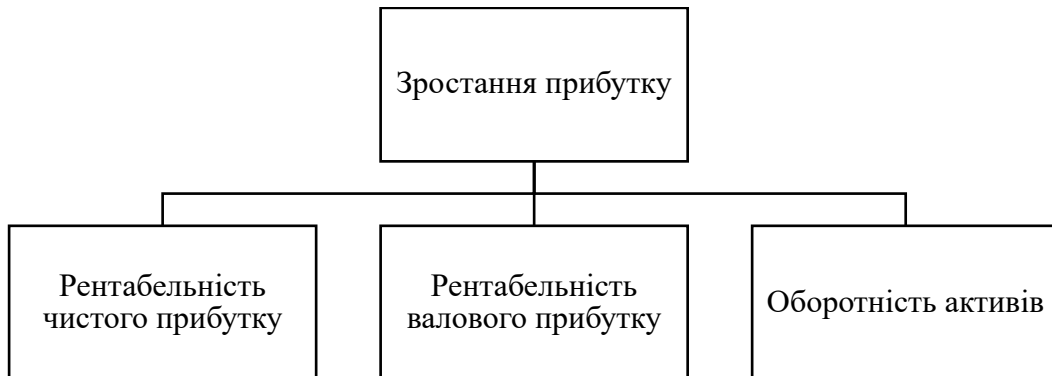 Зростання прибутку
Рентабельність
чистого прибутку
Рентабельність
валового прибутку
Оборотність активів